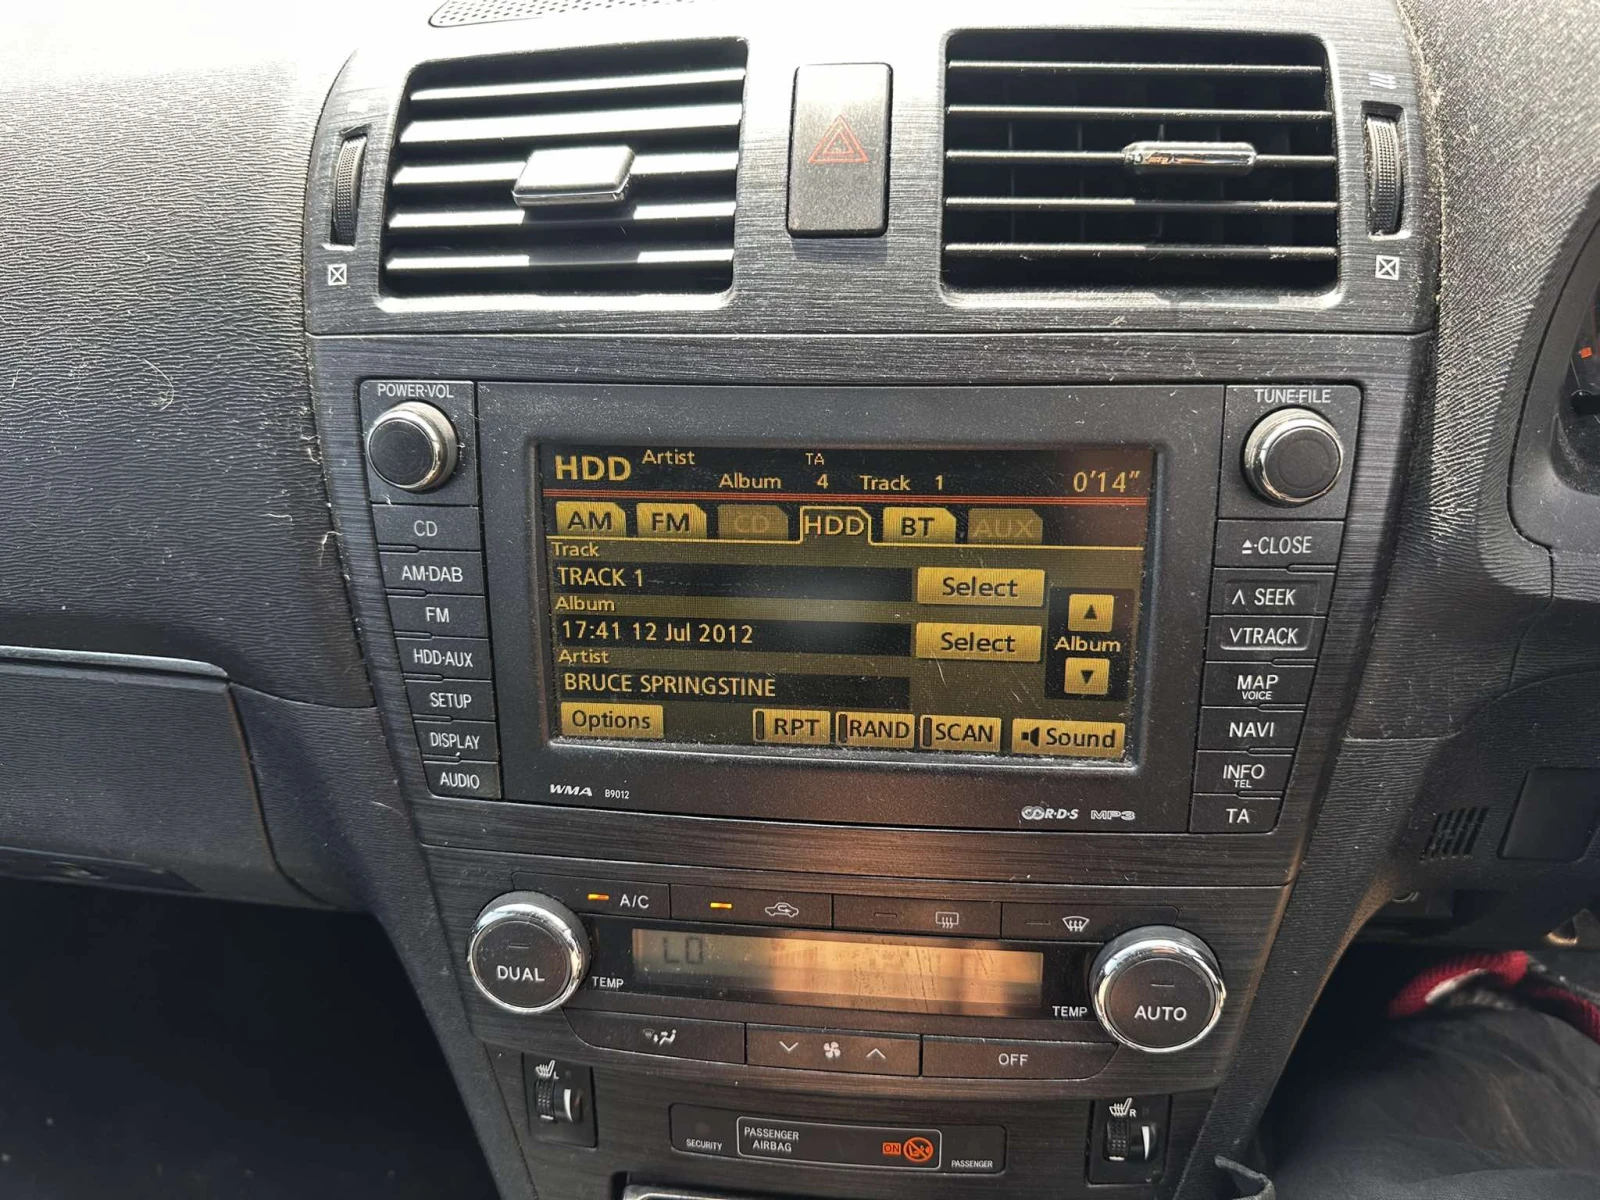 POWER·VOL
TUNE·FILE
HDD Artist TA
Album 4 Track 1 0'14"
AM FM CD HDD BT AUX
Track
TRACK 1
Select
Album
17:41 12 Jul 2012
Select
Album
Artist
BRUCE SPRINGSTINE
Options RPT RAND SCAN Sound
CD
AM·DAB
FM
HDD·AUX
SETUP
DISPLAY
AUDIO
CLOSE
SEEK
TRACK
MAP
VOICE
NAVI
INFO
TEL
TA
WMA B9012
R·D·S MP3
A/C
LO
DUAL
TEMP
TEMP
AUTO
OFF
L
R
SECURITY
PASSENGER
AIRBAG
ON
PASSENGER